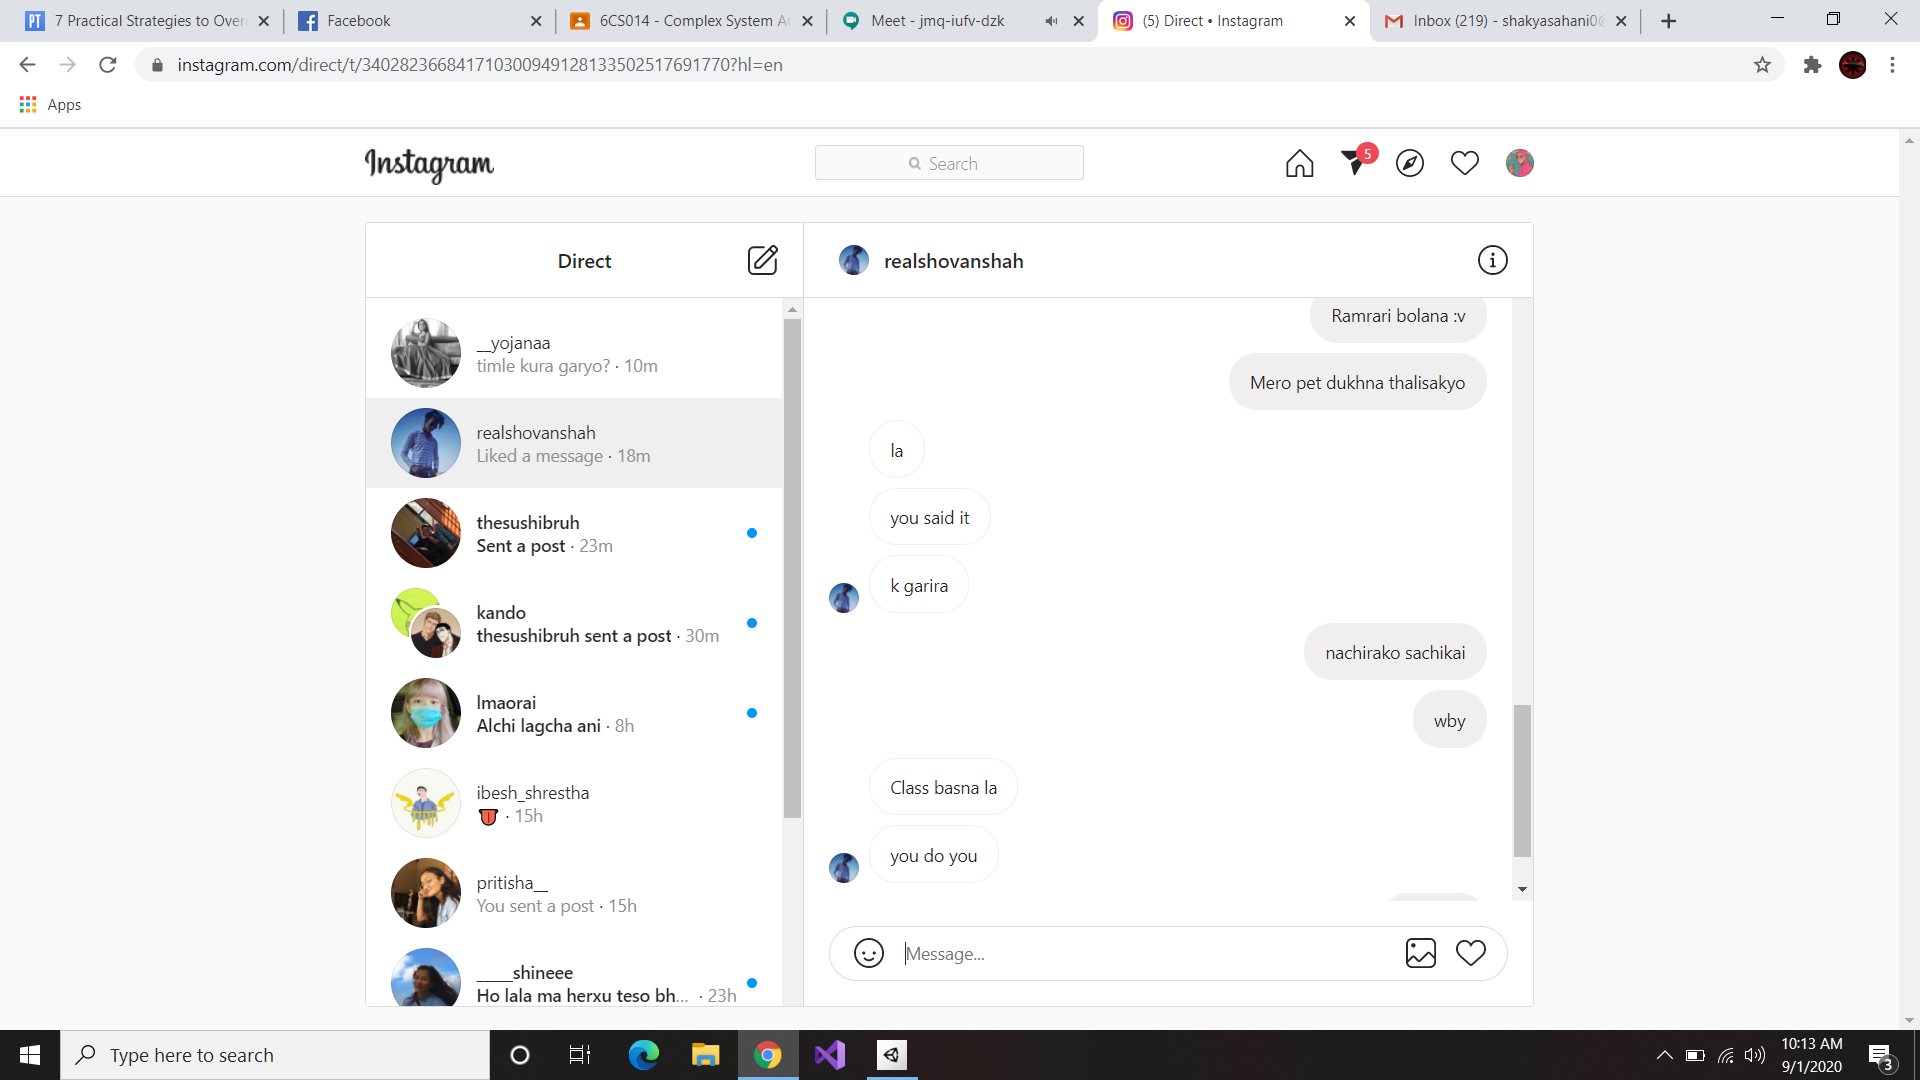 7 Practical Strategies to Over
Facebook
6CS014 - Complex System A
Meet - jmq-iufv-dzk
(5) Direct • Instagram
Inbox (219) - shakyasahani0
instagram.com/direct/t/340282366841710300949128133502517691770?hl=en
Apps
Instagram
Search
5
Direct
realshovanshah
__yojanaa
timle kura garyo? · 10m
realshovanshah
Liked a message · 18m
thesushibruh
Sent a post · 23m
kando
thesushibruh sent a post · 30m
lmaorai
Alchi lagcha ani · 8h
ibesh_shrestha
👅 · 15h
pritisha__
You sent a post · 15h
____shineee
Ho lala ma herxu teso bh... · 23h
Ramrari bolana :v
Mero pet dukhna thalisakyo
la
you said it
k garira
nachirako sachikai
wby
Class basna la
you do you
Message...
Type here to search
10:13 AM
9/1/2020
3